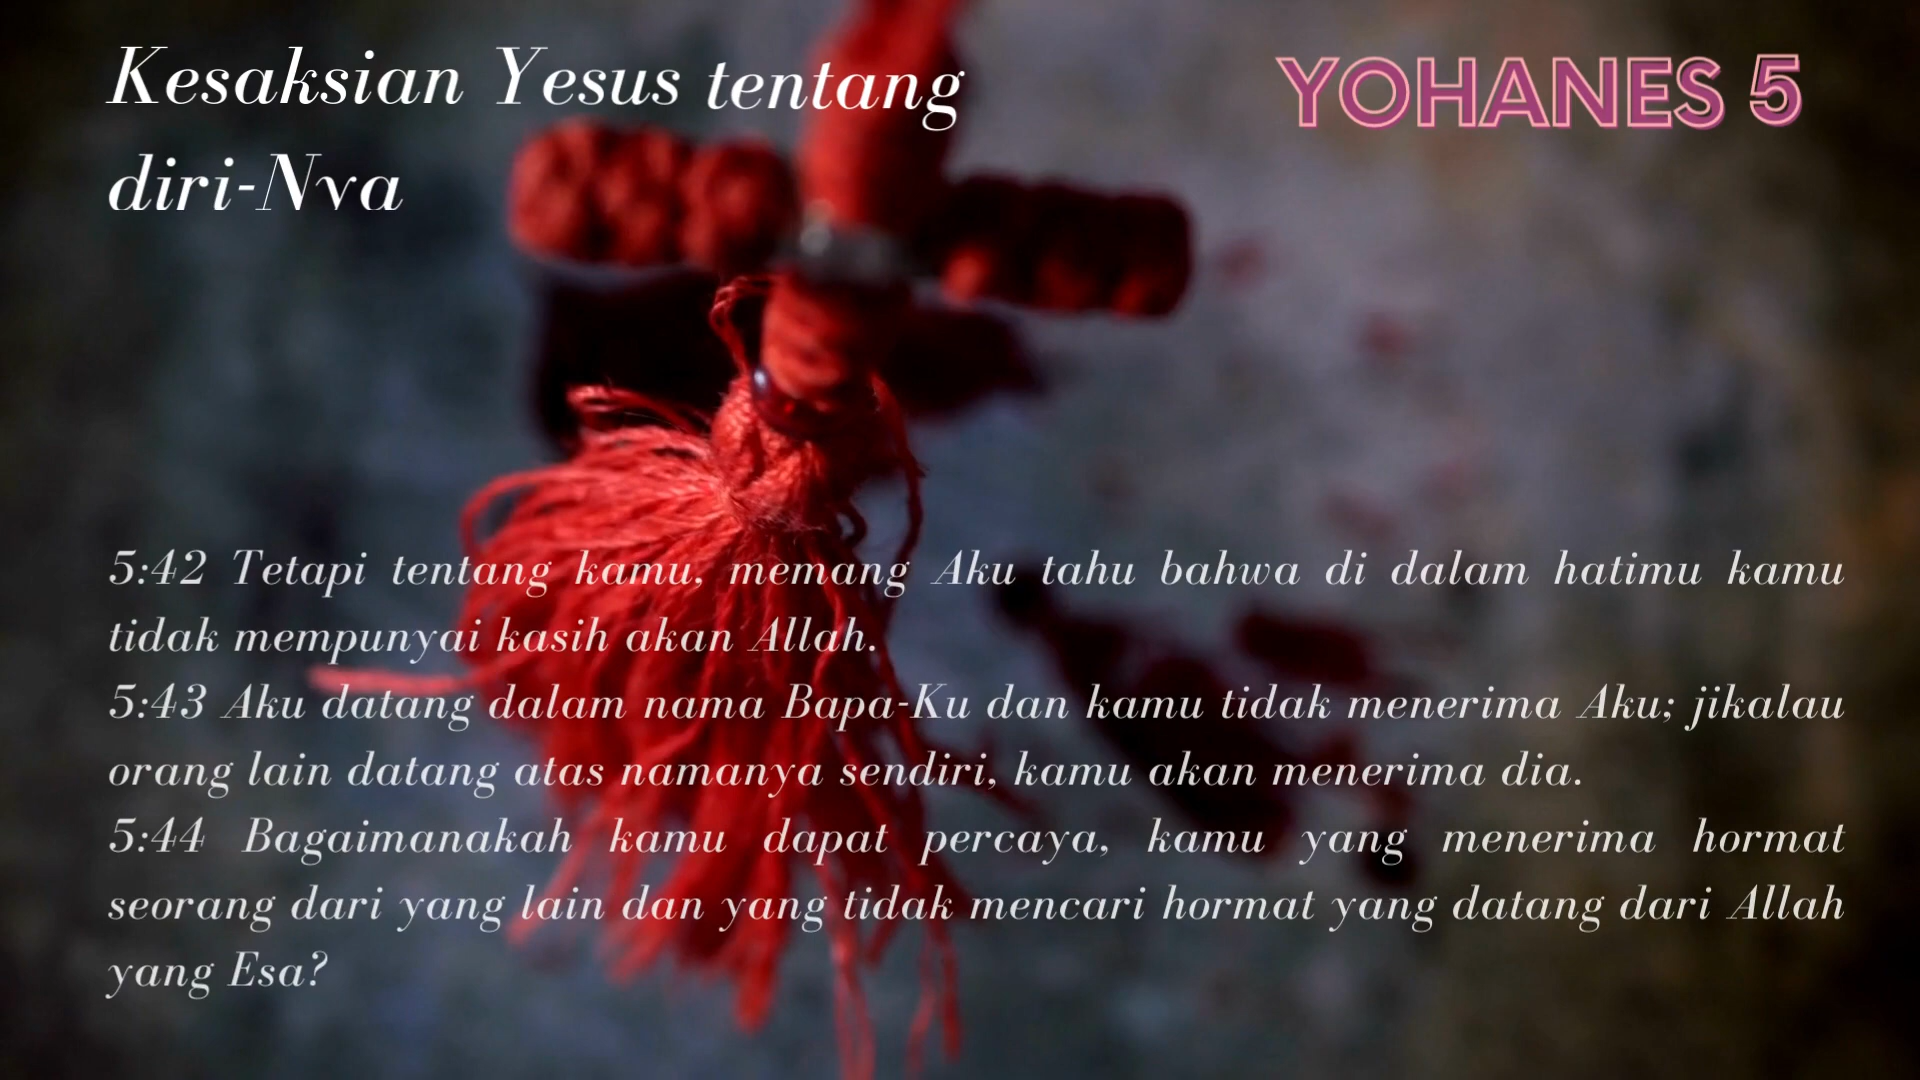 Kesaksian Yesus tentang
diri-Nya
YOHANES 5
5:42 Tetapi tentang kamu, memang Aku tahu bahwa di dalam hatimu kamu
tidak mempunyai kasih akan Allah.
5:43 Aku datang dalam nama Bapa-Ku dan kamu tidak menerima Aku; jikalau
orang lain datang atas namanya sendiri, kamu akan menerima dia.
5:44 Bagaimanakah kamu dapat percaya, kamu yang menerima hormat
seorang dari yang lain dan yang tidak mencari hormat yang datang dari Allah
yang Esa?